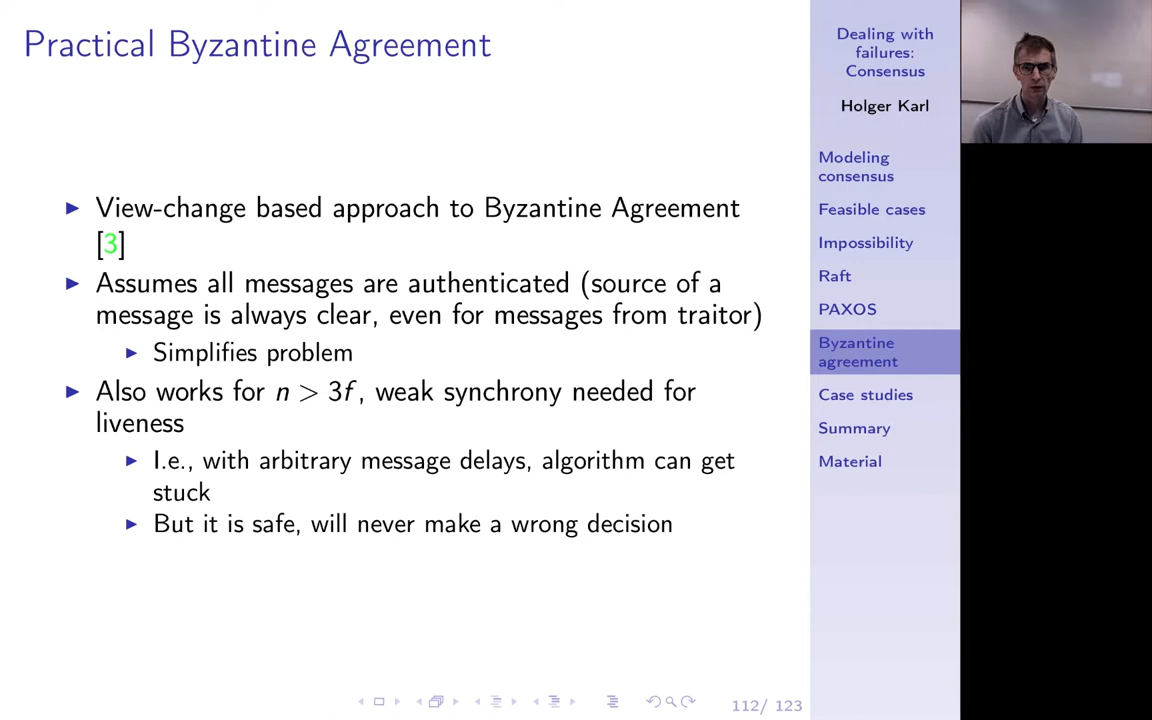 Practical Byzantine Agreement
▶ View-change based approach to Byzantine Agreement
[3]
▶ Assumes all messages are authenticated (source of a
message is always clear, even for messages from traitor)
▶ Simplifies problem
▶ Also works for n > 3f, weak synchrony needed for
liveness
▶ I.e., with arbitrary message delays, algorithm can get
stuck
▶ But it is safe, will never make a wrong decision
112/ 123
Dealing with
failures:
Consensus
Holger Karl
Modeling
consensus
Feasible cases
Impossibility
Raft
PAXOS
Byzantine
agreement
Case studies
Summary
Material